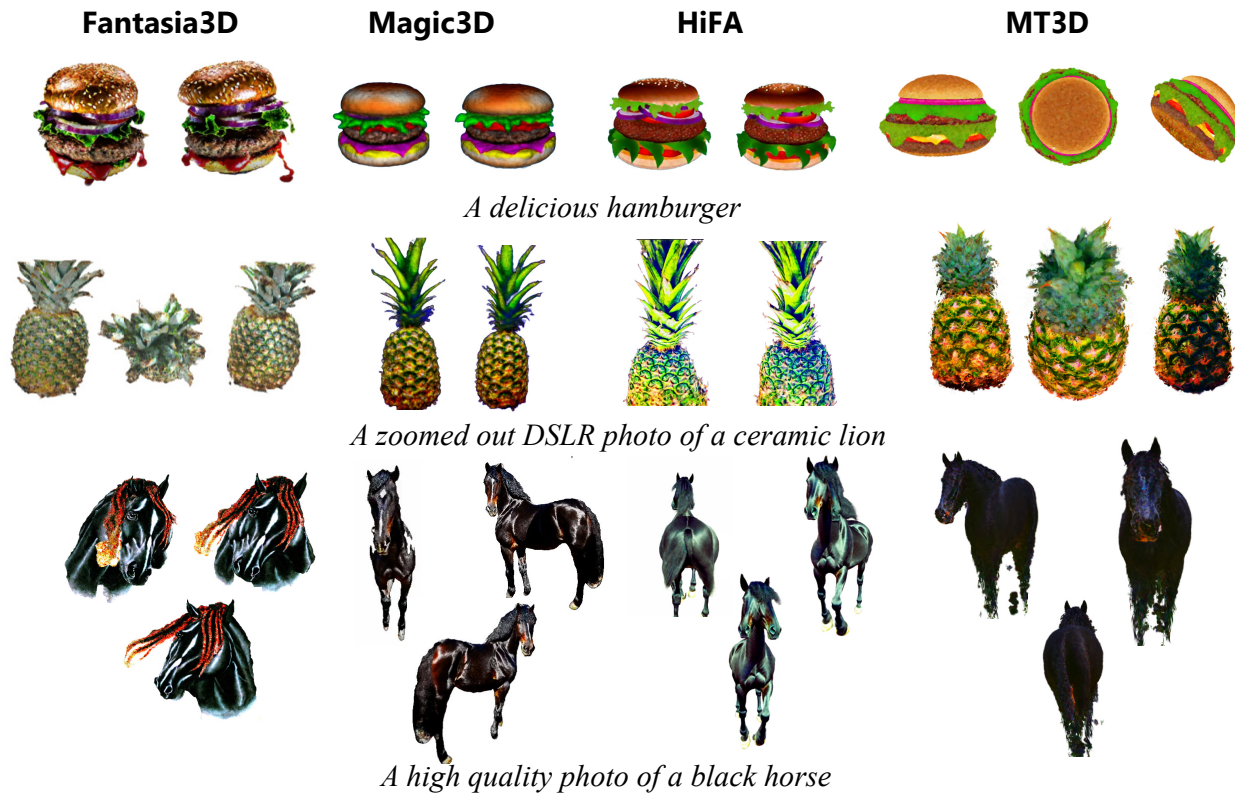 Fantasia3D Magic3D HiFA MT3D
A delicious hamburger
A zoomed out DSLR photo of a ceramic lion
A high quality photo of a black horse